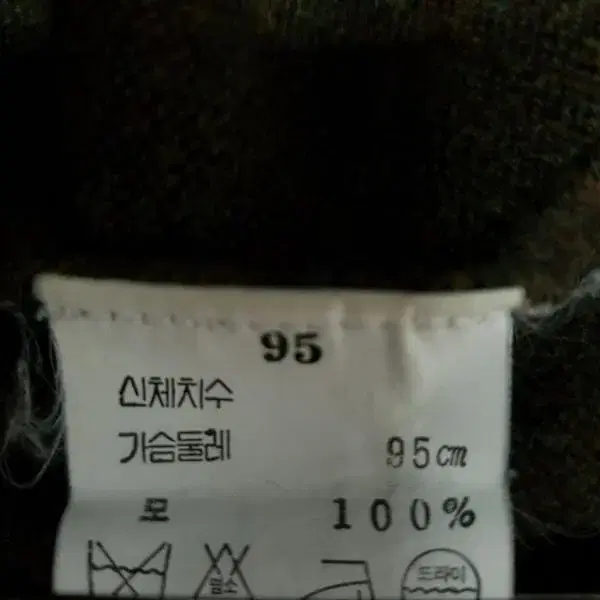 95
신체치수
가슴둘레 95cm
모 100%
염소 드라이